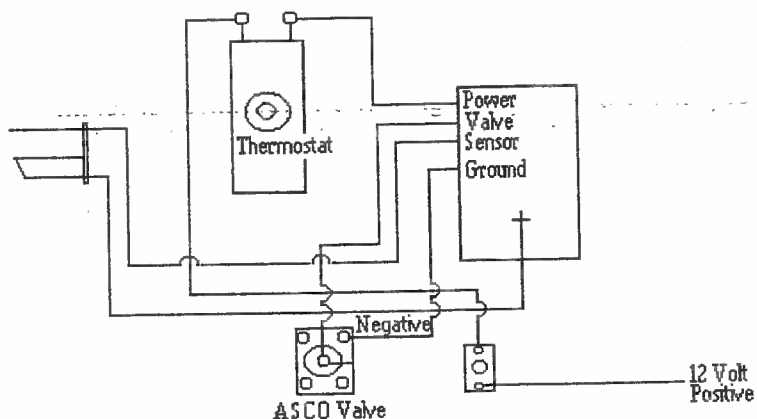 Power
Valve
Thermostat
Sensor
Ground
Negative
12 Volt
Positive
ASCO Valve